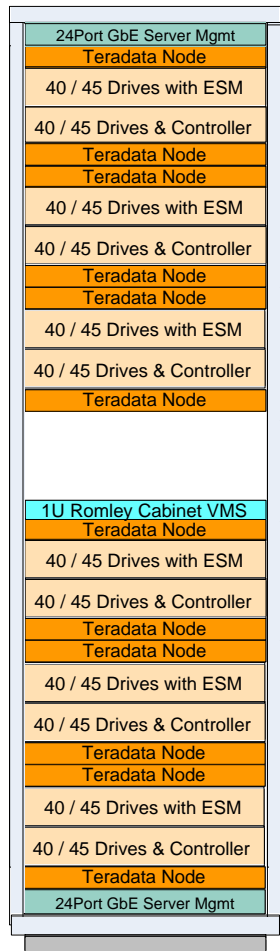 24Port GbE Server Mgmt
Teradata Node
40 / 45 Drives with ESM
40 / 45 Drives & Controller
Teradata Node
Teradata Node
40 / 45 Drives with ESM
40 / 45 Drives & Controller
Teradata Node
Teradata Node
40 / 45 Drives with ESM
40 / 45 Drives & Controller
Teradata Node
1U Romley Cabinet VMS
Teradata Node
40 / 45 Drives with ESM
40 / 45 Drives & Controller
Teradata Node
Teradata Node
40 / 45 Drives with ESM
40 / 45 Drives & Controller
Teradata Node
Teradata Node
40 / 45 Drives with ESM
40 / 45 Drives & Controller
Teradata Node
24Port GbE Server Mgmt